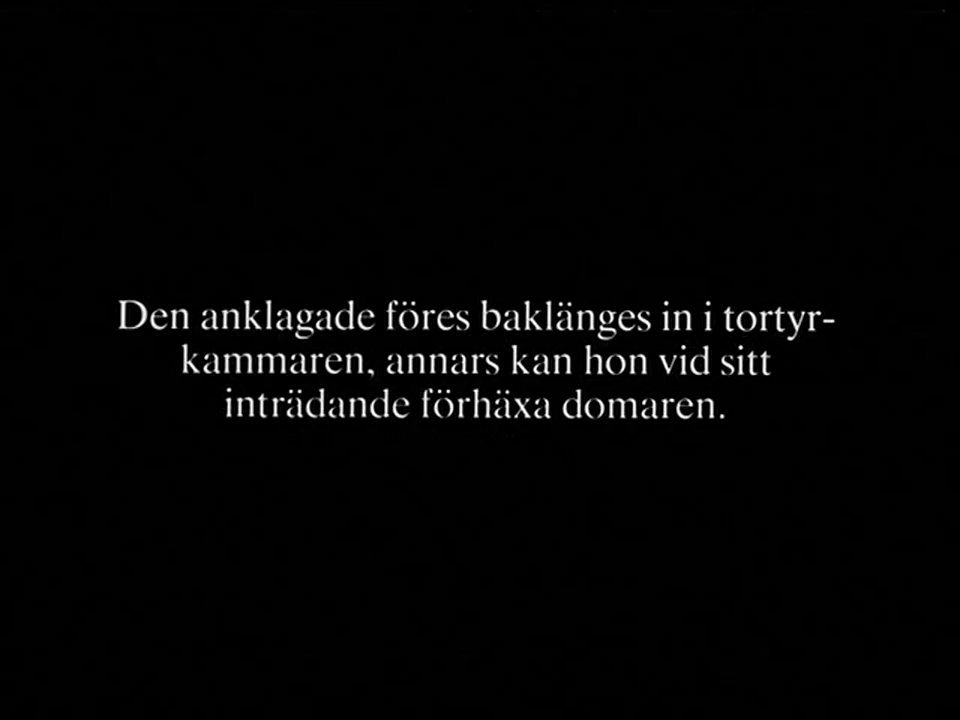 Den anklagade föres baklänges in i tortyr-
kammaren, annars kan hon vid sitt
inträdande förhäxa domaren.